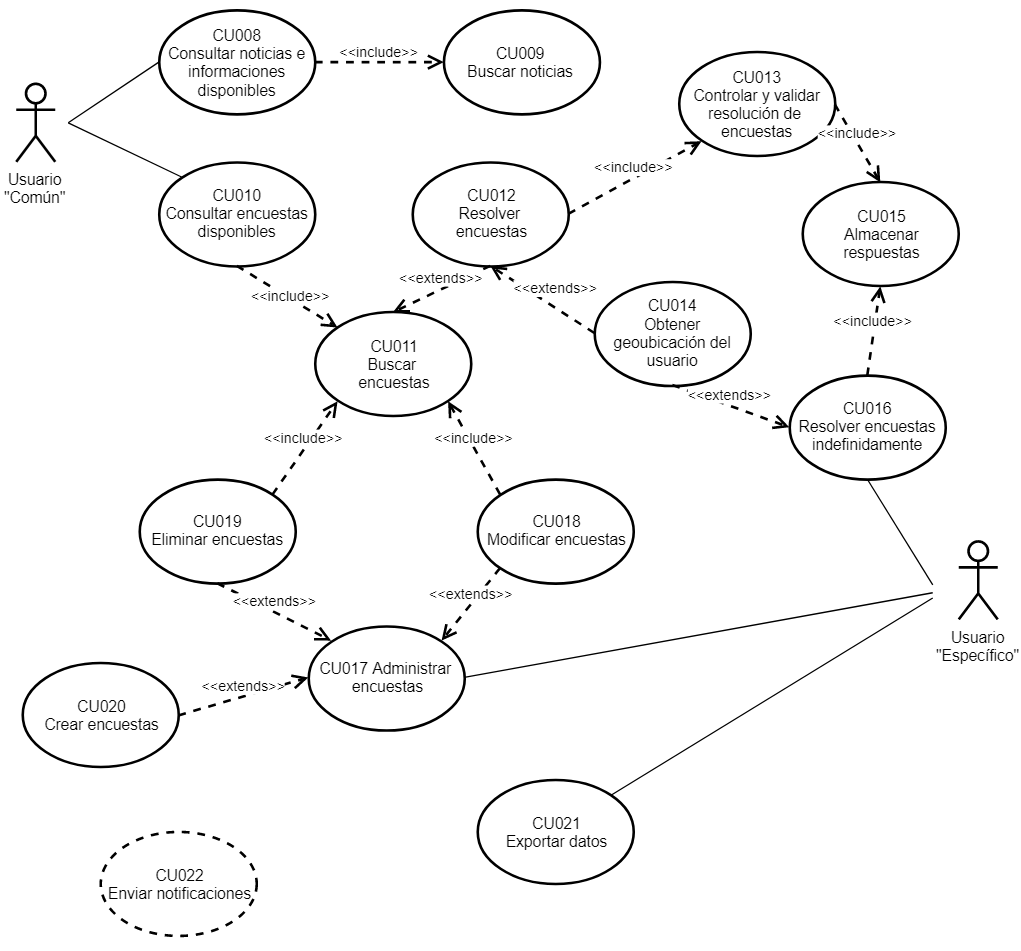 CU008
Consultar noticias e
informaciones
disponibles
<<include>>
CU009
Buscar noticias
CU013
Controlar y validar
resolución de
encuestas
<<include>>
Usuario
"Común"
CU010
Consultar encuestas
disponibles
CU012
Resolver
encuestas
<<include>>
CU015
Almacenar
respuestas
<<include>>
<<extends>>
<<extends>>
CU014
Obtener
geoubicación del
usuario
<<include>>
CU011
Buscar
encuestas
<<extends>>
CU016
Resolver encuestas
indefinidamente
<<include>>
<<include>>
CU019
Eliminar encuestas
CU018
Modificar encuestas
<<extends>>
<<extends>>
Usuario
"Específico"
CU017 Administrar
encuestas
<<extends>>
CU020
Crear encuestas
CU021
Exportar datos
CU022
Enviar notificaciones